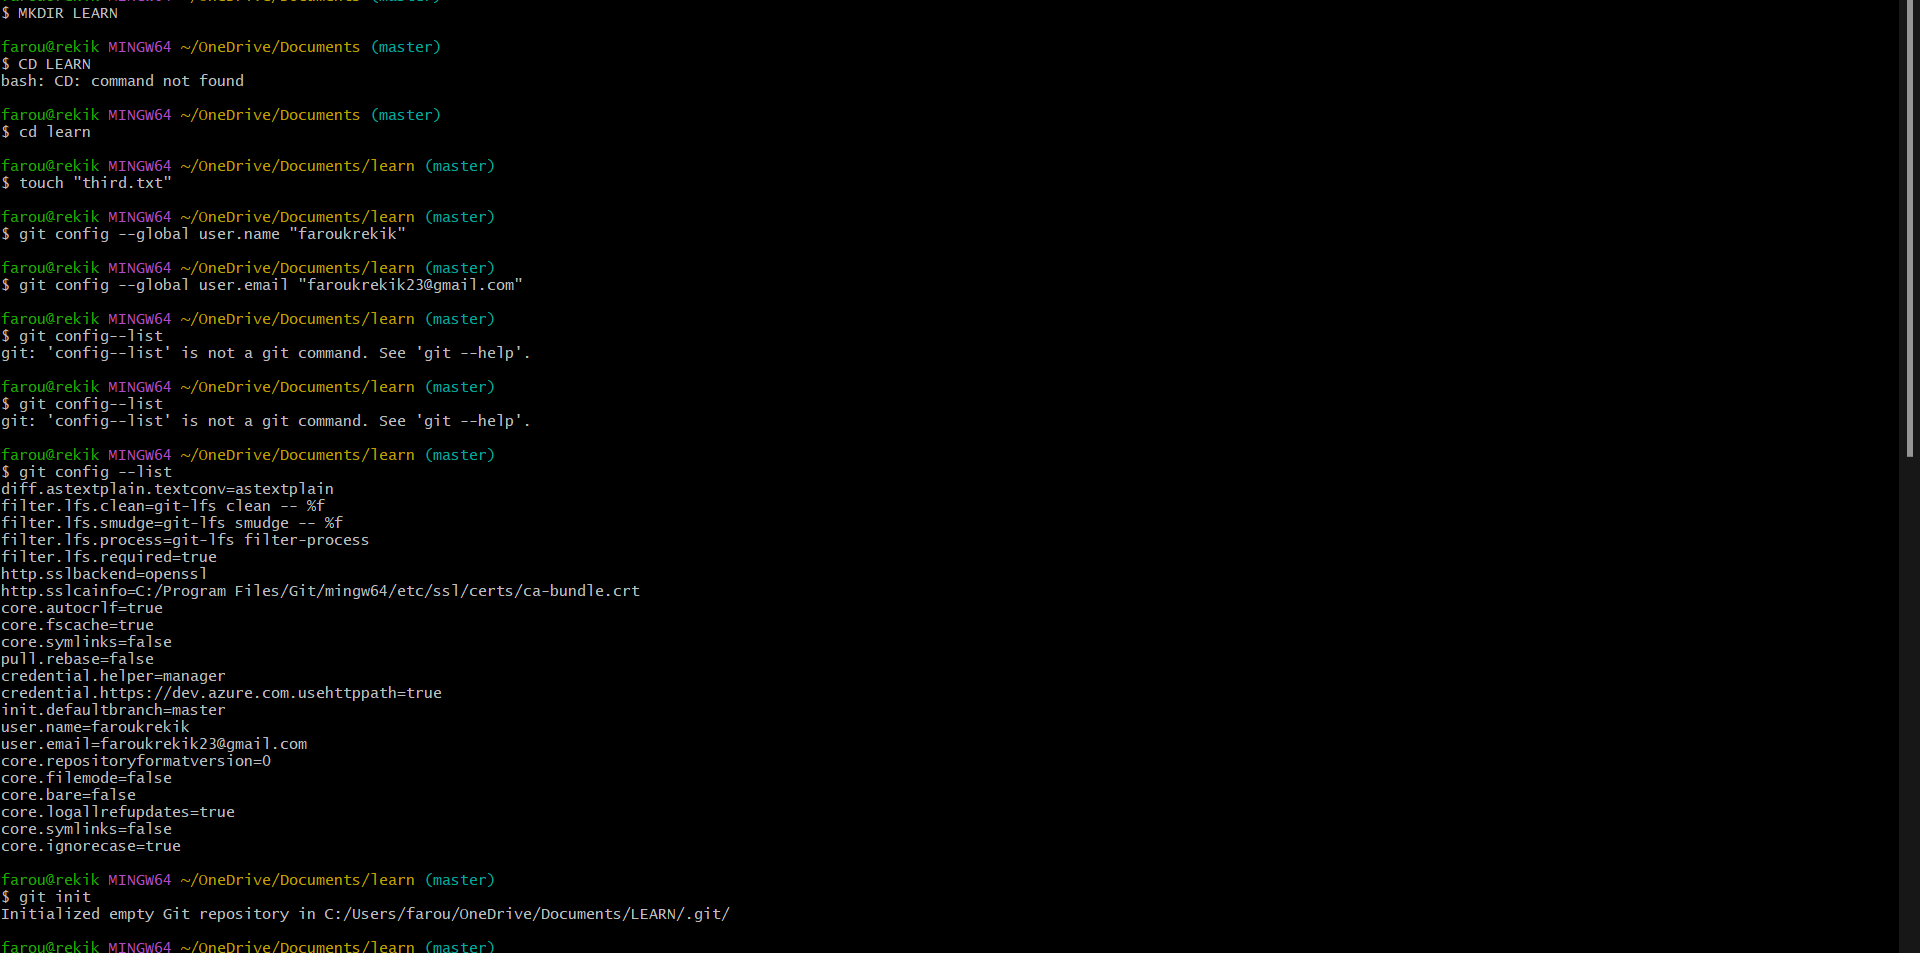 farou@rekik MINGW64 ~/OneDrive/Documents (master)
$ MKDIR LEARN
farou@rekik MINGW64 ~/OneDrive/Documents (master)
$ CD LEARN
bash: CD: command not found
farou@rekik MINGW64 ~/OneDrive/Documents (master)
$ cd learn
farou@rekik MINGW64 ~/OneDrive/Documents/learn (master)
$ touch "third.txt"
farou@rekik MINGW64 ~/OneDrive/Documents/learn (master)
$ git config --global user.name "faroukrekik"
farou@rekik MINGW64 ~/OneDrive/Documents/learn (master)
$ git config --global user.email "faroukrekik23@gmail.com"
farou@rekik MINGW64 ~/OneDrive/Documents/learn (master)
$ git config--list
git: 'config--list' is not a git command. See 'git --help'.
farou@rekik MINGW64 ~/OneDrive/Documents/learn (master)
$ git config--list
git: 'config--list' is not a git command. See 'git --help'.
farou@rekik MINGW64 ~/OneDrive/Documents/learn (master)
$ git config --list
diff.astextplain.textconv=astextplain
filter.lfs.clean=git-lfs clean -- %f
filter.lfs.smudge=git-lfs smudge -- %f
filter.lfs.process=git-lfs filter-process
filter.lfs.required=true
http.sslbackend=openssl
http.sslcainfo=C:/Program Files/Git/mingw64/etc/ssl/certs/ca-bundle.crt
core.autocrlf=true
core.fscache=true
core.symlinks=false
pull.rebase=false
credential.helper=manager
credential.https://dev.azure.com.usehttppath=true
init.defaultbranch=master
user.name=faroukrekik
user.email=faroukrekik23@gmail.com
core.repositoryformatversion=0
core.filemode=false
core.bare=false
core.logallrefupdates=true
core.symlinks=false
core.ignorecase=true
farou@rekik MINGW64 ~/OneDrive/Documents/learn (master)
$ git init
Initialized empty Git repository in C:/Users/farou/OneDrive/Documents/LEARN/.git/
farou@rekik MINGW64 ~/OneDrive/Documents/learn (master)